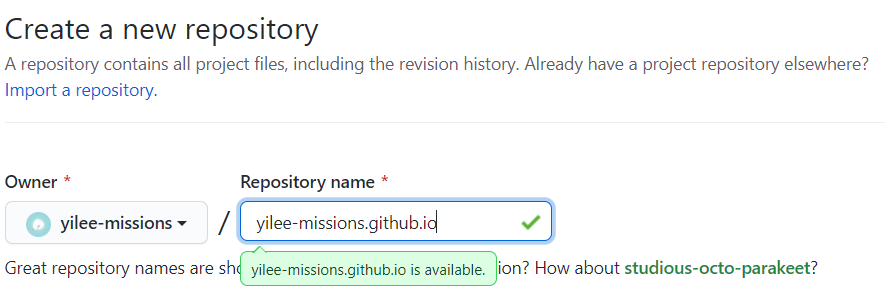 Create a new repository
A repository contains all project files, including the revision history. Already have a project repository elsewhere?
Import a repository.
Owner *
Repository name *
yilee-missions / yilee-missions.github.io
Great repository names are sho
yilee-missions.github.io is available.
ion? How about studious-octo-parakeet?